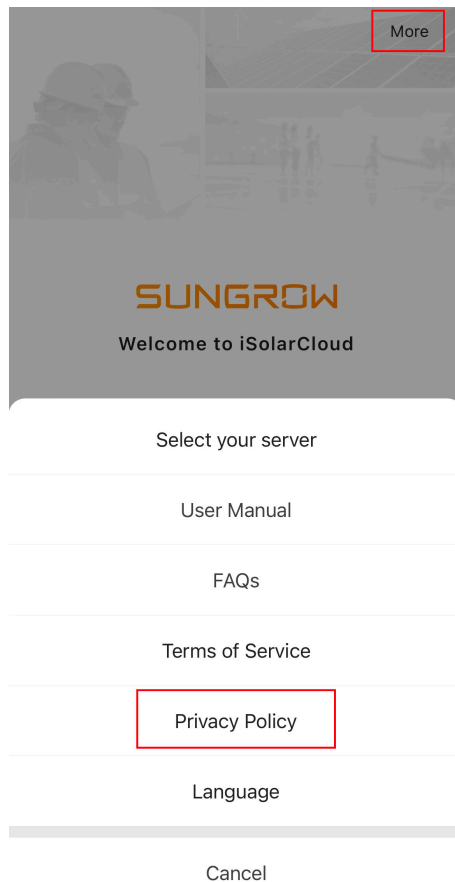 More
SUNGROW
Welcome to iSolarCloud
Select your server
User Manual
FAQs
Terms of Service
Privacy Policy
Language
Cancel